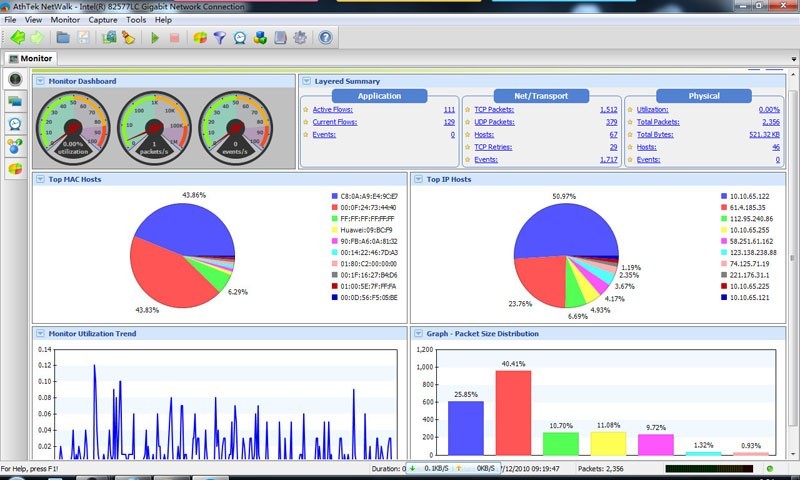 AthTek NetWalk - Intel(R) 82577LC Gigabit Network Connection
File View Monitor Capture Tools Help
Monitor
Monitor Dashboard
0.00%
utilization
1
packets/s
0
events/s
Layered Summary
Application
Active Flows: 111
Current Flows: 129
Events: 0
Net/Transport
TCP Packets: 1,512
UDP Packets: 379
Hosts: 67
TCP Retries: 29
Events: 1,717
Physical
Utilization: 0.00%
Total Packets: 2,356
Total Bytes: 521.32 KB
Hosts: 46
Events: 0
Top MAC Hosts
43.86%
6.29%
43.83%
C8:0A:A9:E4:9C:E7
00:0F:24:73:44:40
FF:FF:FF:FF:FF:FF
Huawei:09:BC:F9
90:FB:A6:0A:81:32
00:14:22:46:7D:A3
01:80:C2:00:00:00
00:1F:16:27:B4:D6
01:00:5E:7F:FF:FA
00:0D:56:F5:05:BE
Top IP Hosts
50.97%
1.19%
2.35%
3.67%
4.17%
4.93%
6.69%
23.76%
10.10.65.122
61.4.185.35
112.95.240.86
10.10.65.255
58.251.61.162
123.138.238.88
74.125.71.19
221.176.31.1
10.10.65.225
10.10.65.121
Monitor Utilization Trend
0.14
0.12
0.10
0.08
0.06
0.04
0.02
Graph - Packet Size Distribution
1,200
1,000
800
600
400
200
0
25.85%
40.41%
10.70%
11.08%
9.72%
1.32%
0.93%
For Help, press F1!
Duration: 0
0.1KB/S
0KB/S
/12/2010 09:19:47
Packets: 2,356